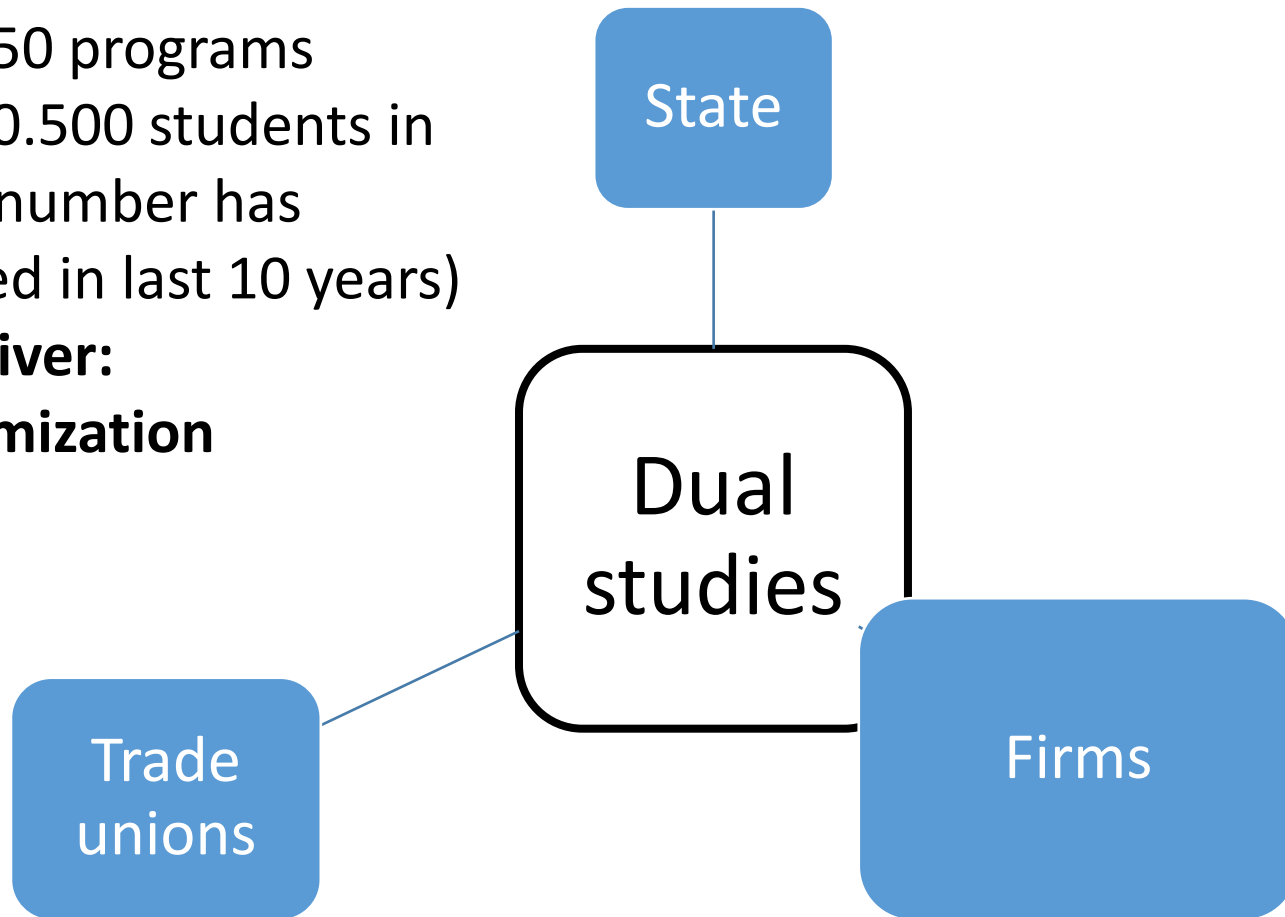 50 programs
0.500 students in
number has
ed in last 10 years)
iver:
mization
State
Dual
studies
Trade
unions
Firms